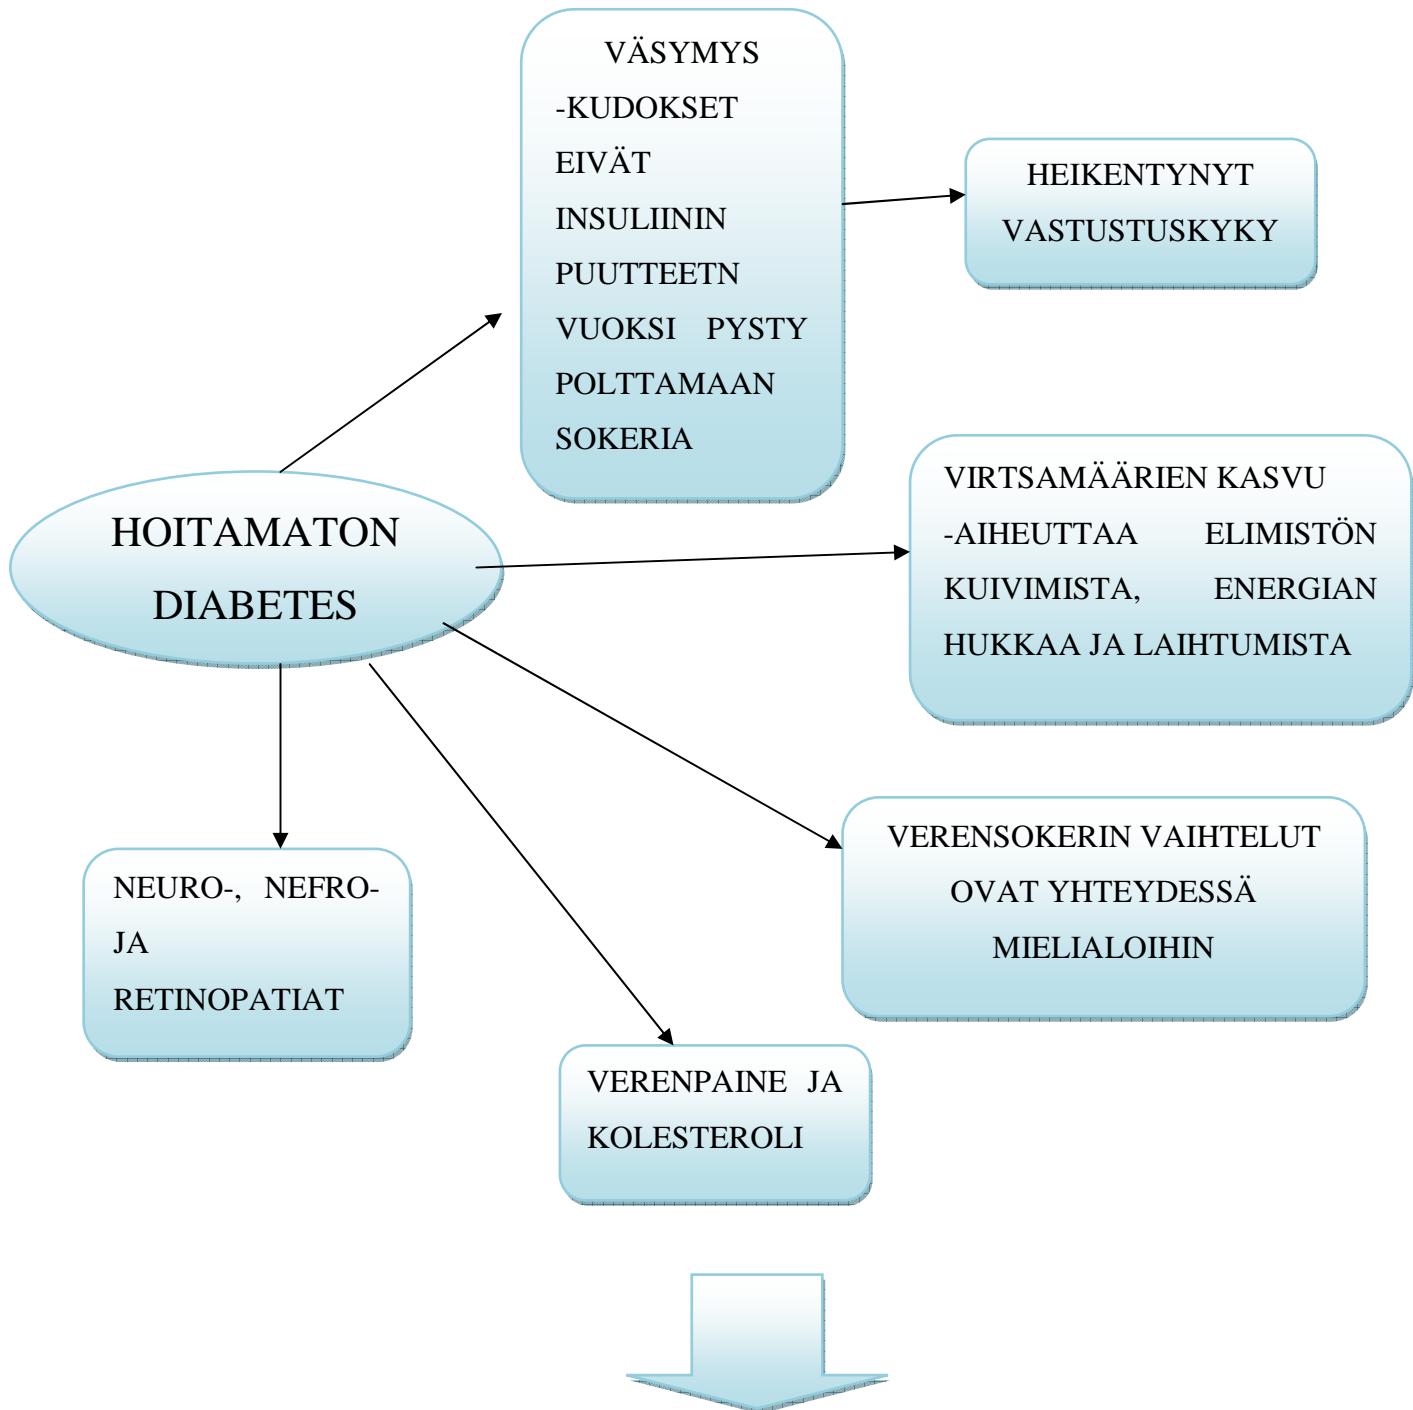 VÄSYMYS
-KUDOKSET
EIVÄT
INSULIININ
PUUTTEETN
VUOKSI PYSTY
POLTTAMAAN
SOKERIA
HEIKENTYNYT
VASTUSTUSKYKY
HOITAMATON
DIABETES
VIRTSAMÄÄRIEN KASVU
-AIHEUTTAA ELIMISTÖN
KUIVIMISTA, ENERGIAN
HUKKAA JA LAIHTUMISTA
VERENSOKERIN VAIHTELUT
OVAT YHTEYDESSÄ
MIELIALOIHIN
NEURO-, NEFRO-
JA
RETINOPATIAT
VERENPAINE JA
KOLESTEROLI